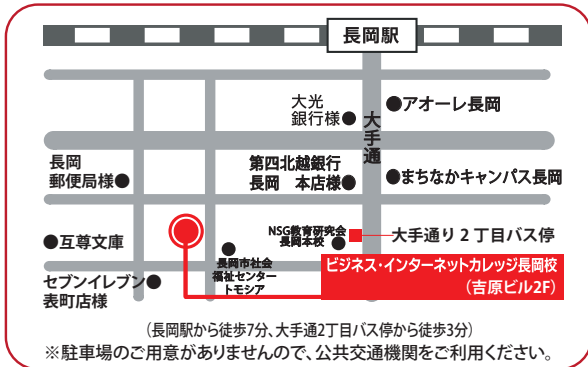 長岡駅
大光
銀行様
大手通
アオーレ長岡
長岡
郵便局様
第四北越銀行
長岡　本店様
まちなかキャンパス長岡
互尊文庫
NSG教育研究会
長岡本校
大手通り２丁目バス停
長岡市社会
福祉センター
トモシア
セブンイレブン
表町店様
ビジネス・インターネットカレッジ長岡校
(吉原ビル2F)
(長岡駅から徒歩7分、大手通2丁目バス停から徒歩3分)
※駐車場のご用意がありませんので、公共交通機関をご利用ください。